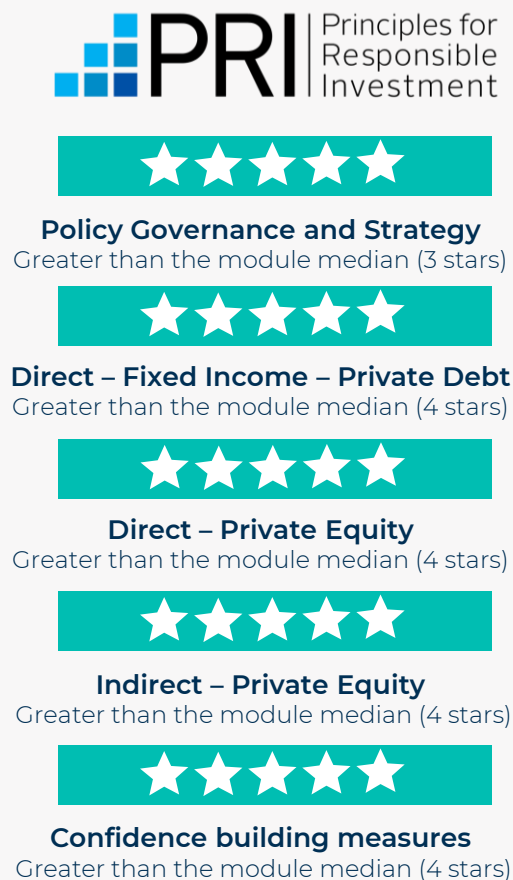 PRI
Principles for
Responsible
Investment
Policy Governance and Strategy
Greater than the module median (3 stars)
Direct – Fixed Income – Private Debt
Greater than the module median (4 stars)
Direct – Private Equity
Greater than the module median (4 stars)
Indirect – Private Equity
Greater than the module median (4 stars)
Confidence building measures
Greater than the module median (4 stars)